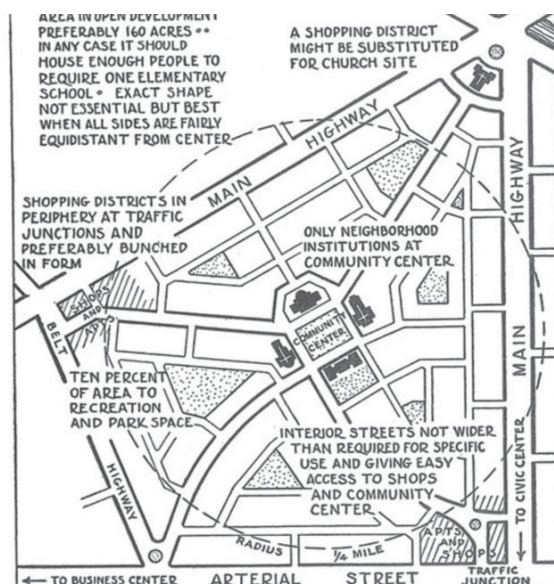 AREA IN OPEN DEVELOPMENT
PREFERABLY 160 ACRES ••
IN ANY CASE IT SHOULD
HOUSE ENOUGH PEOPLE TO
REQUIRE ONE ELEMENTARY
SCHOOL • EXACT SHAPE
NOT ESSENTIAL BUT BEST
WHEN ALL SIDES ARE FAIRLY
EQUIDISTANT FROM CENTER
A SHOPPING DISTRICT
MIGHT BE SUBSTITUTED
FOR CHURCH SITE
MAIN HIGHWAY
HIGHWAY
MAIN
SHOPPING DISTRICTS IN
PERIPHERY AT TRAFFIC
JUNCTIONS AND
PREFERABLY BUNCHED
IN FORM
ONLY NEIGHBORHOOD
INSTITUTIONS AT
COMMUNITY CENTER
SHOPS
AND
APTS
BELT
HIGHWAY
COMMUNITY
CENTER
TEN PERCENT
OF AREA TO
RECREATION
AND PARK SPACE
INTERIOR STREETS NOT WIDER
THAN REQUIRED FOR SPECIFIC
USE AND GIVING EASY
ACCESS TO SHOPS
AND COMMUNITY
CENTER
TO CIVIC CENTER
RADIUS 1/4 MILE
APTS
AND
SHOPS
TRAFFIC
JUNCTION
← TO BUSINESS CENTER ARTERIAL STREET